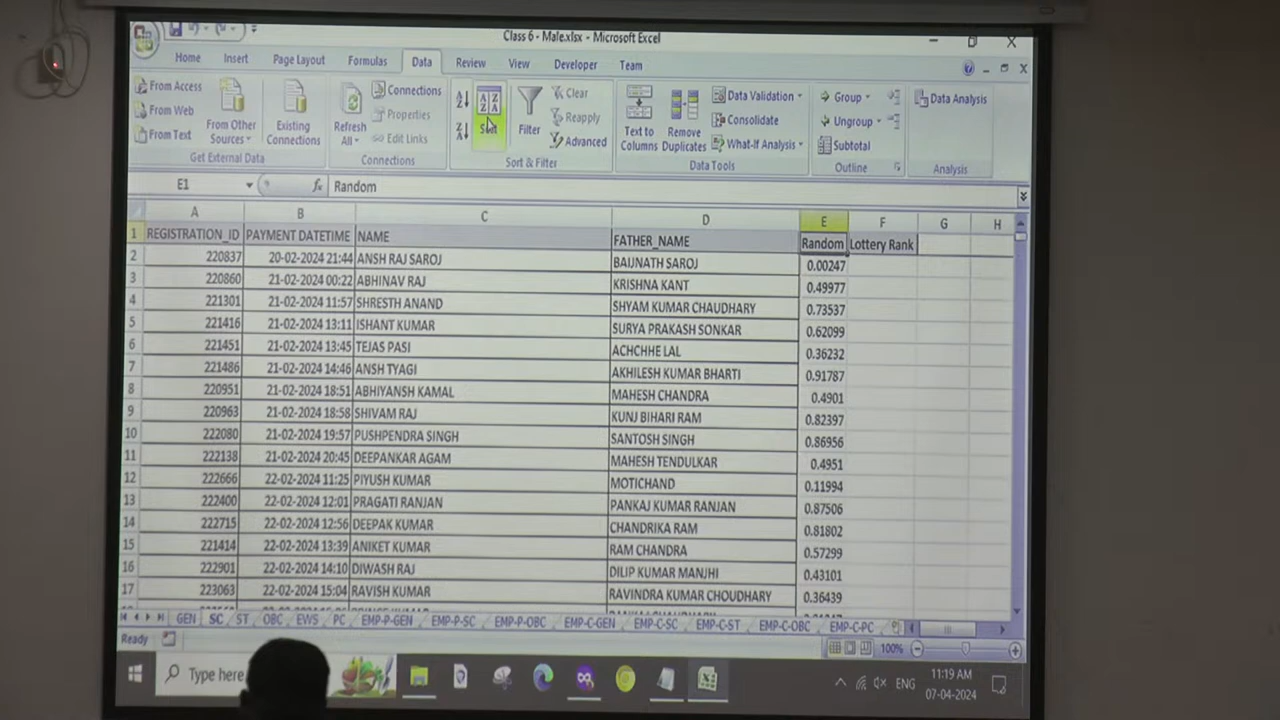 Class 6 - Male.xlsx - Microsoft Excel
Home Insert Page Layout Formulas Data Review View Developer Team
From Access
From Web
From Text
From Other Sources
Existing Connections
Get External Data
Refresh All
Connections
Properties
Edit Links
Connections
Sort
Filter
Clear
Reapply
Advanced
Sort & Filter
Text to Columns
Remove Duplicates
Data Validation
Consolidate
What-If Analysis
Data Tools
Group
Ungroup
Subtotal
Outline
Data Analysis
Analysis
E1 fx Random
A B C D E F G H
1 REGISTRATION_ID PAYMENT DATETIME NAME FATHER_NAME Random Lottery Rank
2 220837 20-02-2024 21:44 ANSH RAJ SAROJ BAIJNATH SAROJ 0.00247
3 220860 21-02-2024 00:22 ABHINAV RAJ KRISHNA KANT 0.49977
4 221301 21-02-2024 11:57 SHRESTH ANAND SHYAM KUMAR CHAUDHARY 0.73537
5 221416 21-02-2024 13:11 ISHANT KUMAR SURYA PRAKASH SONKAR 0.62099
6 221451 21-02-2024 13:45 TEJAS PASI ACHCHHE LAL 0.36232
7 221486 21-02-2024 14:46 ANSH TYAGI AKHILESH KUMAR BHARTI 0.91787
8 220951 21-02-2024 18:51 ABHIYANSH KAMAL MAHESH CHANDRA 0.4901
9 220963 21-02-2024 18:58 SHIVAM RAJ KUNJ BIHARI RAM 0.82397
10 222080 21-02-2024 19:57 PUSHPENDRA SINGH SANTOSH SINGH 0.86956
11 222138 21-02-2024 20:45 DEEPANKAR AGAM MAHESH TENDULKAR 0.4951
12 222666 22-02-2024 11:25 PIYUSH KUMAR MOTICHAND 0.11994
13 222400 22-02-2024 12:01 PRAGATI RANJAN PANKAJ KUMAR RANJAN 0.87506
14 222715 22-02-2024 12:56 DEEPAK KUMAR CHANDRIKA RAM 0.81802
15 221414 22-02-2024 13:39 ANIKET KUMAR RAM CHANDRA 0.57299
16 222901 22-02-2024 14:10 DIWASH RAJ DILIP KUMAR MANJHI 0.43101
17 223063 22-02-2024 15:04 RAVISH KUMAR RAVINDRA KUMAR CHOUDHARY 0.36439
GEN SC ST OBC EWS PC EMP-P-GEN EMP-P-SC EMP-P-OBC EMP-C-GEN EMP-C-SC EMP-C-ST EMP-C-OBC EMP-C-PC
Ready 100%
Type here ENG 11:19 AM
07-04-2024